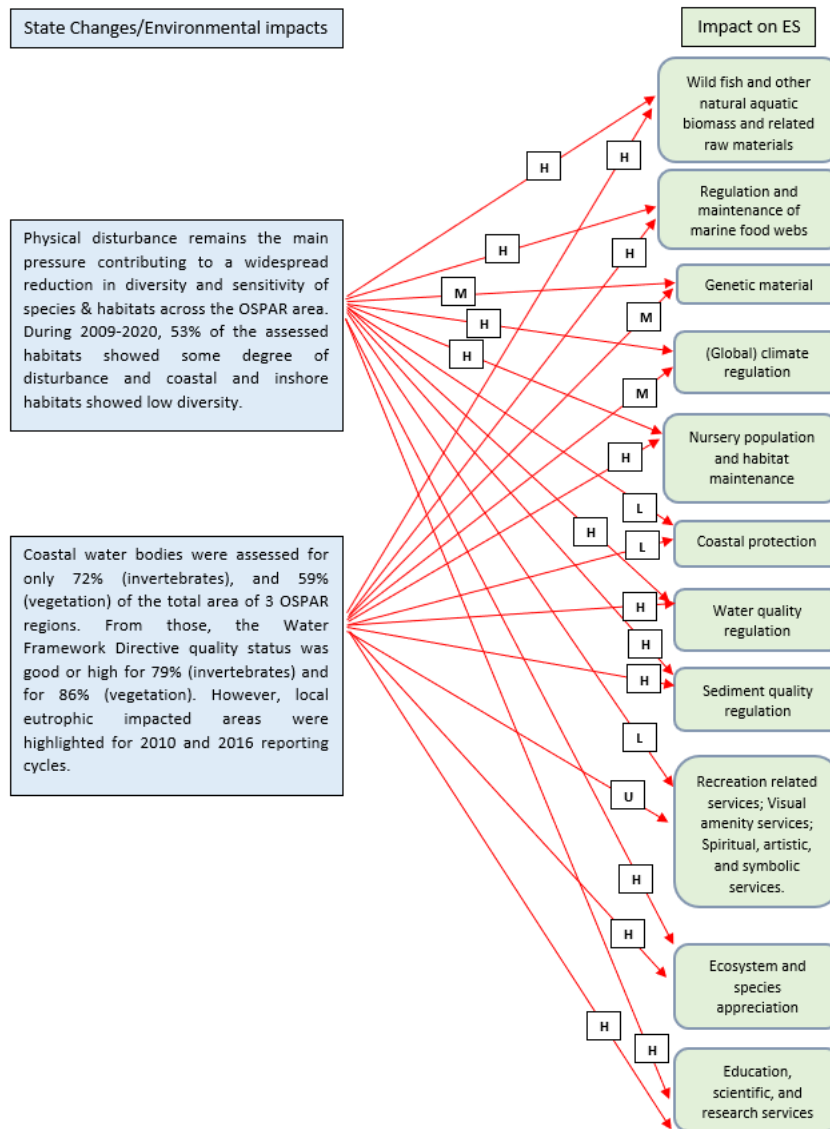 State Changes/Environmental impacts
Impact on ES
Wild fish and other
natural aquatic
biomass and related
raw materials
H
H
Physical disturbance remains the main
pressure contributing to a widespread
reduction in diversity and sensitivity of
species & habitats across the OSPAR area.
During 2009-2020, 53% of the assessed
habitats showed some degree of
disturbance and coastal and inshore
habitats showed low diversity.
Regulation and
maintenance of
marine food webs
H
H
Genetic material
M
M
H
(Global) climate
regulation
H
M
Nursery population
and habitat
maintenance
H
L
Coastal protection
H
L
Coastal water bodies were assessed for
only 72% (invertebrates), and 59%
(vegetation) of the total area of 3 OSPAR
regions. From those, the Water
Framework Directive quality status was
good or high for 79% (invertebrates) and
for 86% (vegetation). However, local
eutrophic impacted areas were
highlighted for 2010 and 2016 reporting
cycles.
Water quality
regulation
H
H
H
Sediment quality
regulation
L
U
Recreation related
services; Visual
amenity services;
Spiritual, artistic,
and symbolic
services.
H
H
Ecosystem and
species
appreciation
H
H
Education,
scientific, and
research services